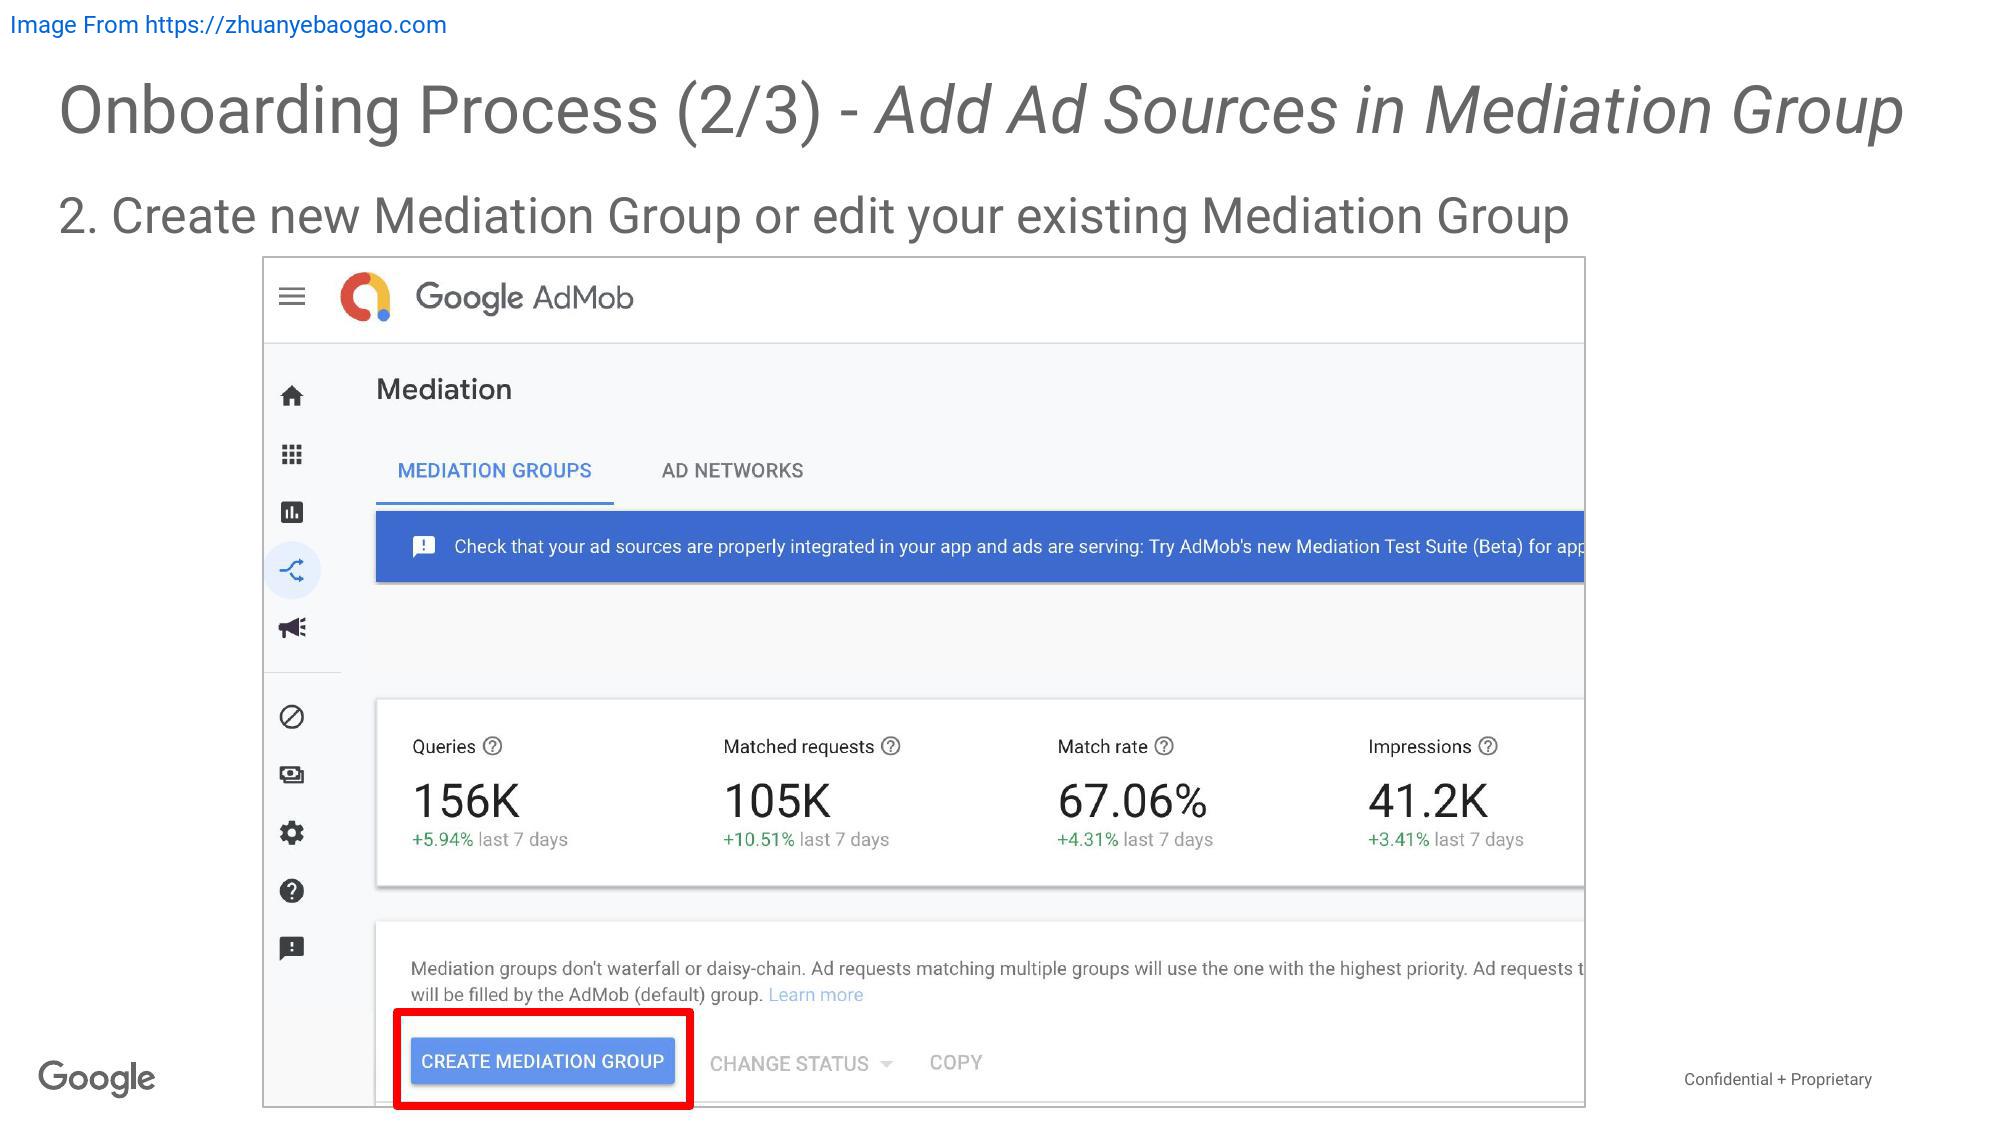 Image From https://zhuanyebaogao.com
Onboarding Process (2/3) - Add Ad Sources in Mediation Group
2. Create new Mediation Group or edit your existing Mediation Group
Google AdMob
Mediation
MEDIATION GROUPS AD NETWORKS
Check that your ad sources are properly integrated in your app and ads are serving: Try AdMob's new Mediation Test Suite (Beta) for app
Queries Matched requests Match rate Impressions
156K 105K 67.06% 41.2K
+5.94% last 7 days +10.51% last 7 days +4.31% last 7 days +3.41% last 7 days
Mediation groups don't waterfall or daisy-chain. Ad requests matching multiple groups will use the one with the highest priority. Ad requests t
will be filled by the AdMob (default) group. Learn more
CREATE MEDIATION GROUP CHANGE STATUS COPY
Google
Confidential + Proprietary